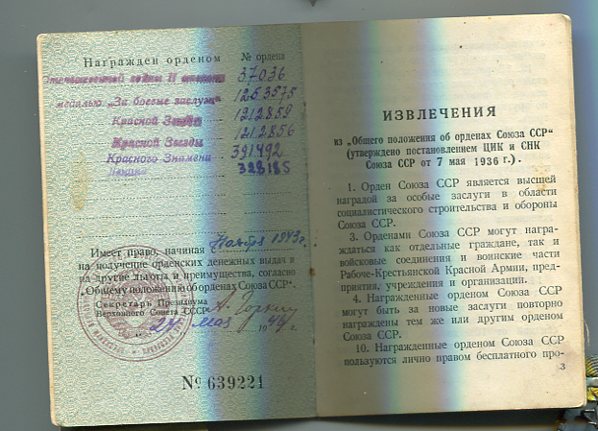 Награжден орденом № ордена
Отечественной войны II степени 37036
медалью „За боевые заслуги" 1263575
Красной Звезды 1212859
Красной Звезды 1212856
Красного Знамени 391492
Ленина 328185
Имеет право, начиная с Ноября 1943 г.
на получение орденских денежных выдач и
на другие льготы и преимущества, согласно
„Общему положению об орденах Союза ССР".
Секретарь Президиума
Верховного Совета СССР А. Горкин
24 мая 1947 г.
№ 639221
ИЗВЛЕЧЕНИЯ
из „Общего положения об орденах Союза ССР"
(утверждено постановлением ЦИК и СНК
Союза ССР от 7 мая 1936 г.).
1. Орден Союза ССР является высшей
наградой за особые заслуги в области
социалистического строительства и обороны
Союза ССР.
3. Орденами Союза ССР могут награ-
ждаться как отдельные граждане, так и
войсковые соединения и воинские части
Рабоче-Крестьянской Красной Армии, пред-
приятия, учреждения и организации.
4. Награжденные орденом Союза ССР
могут быть за новые заслуги повторно
награждены тем же или другим орденом
Союза ССР.
10. Награжденные орденом Союза ССР
пользуются лично правом бесплатного про-
3